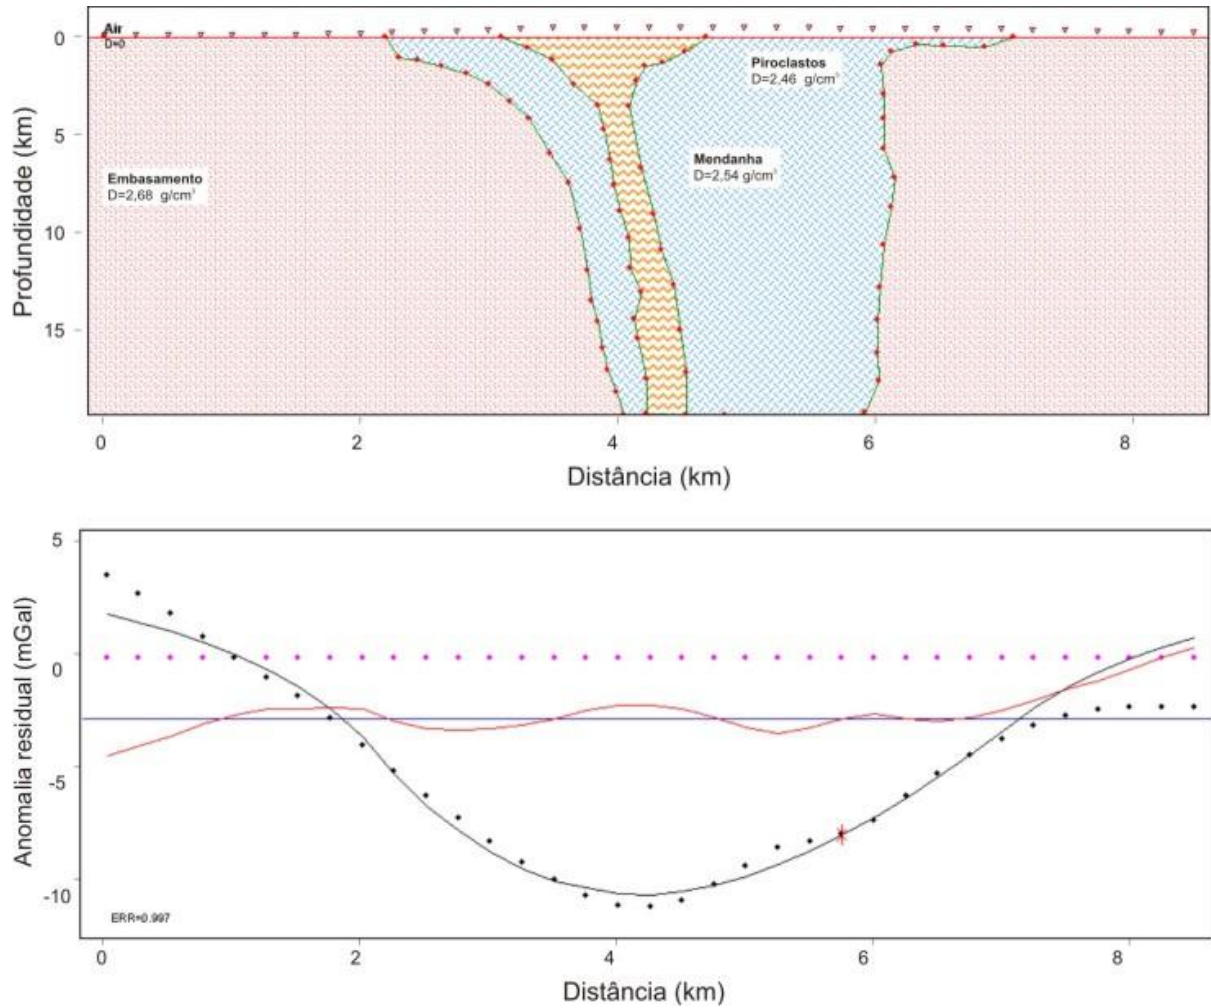 Air
D=0
Piroclastos
D=2,46 g/cm³
Mendanha
D=2,54 g/cm³
Embasamento
D=2,68 g/cm³
Profundidade (km)
0
5
10
15
0
2
4
6
8
Distância (km)
Anomalia residual (mGal)
5
0
-5
-10
ERR=0.997
0
2
4
6
8
Distância (km)